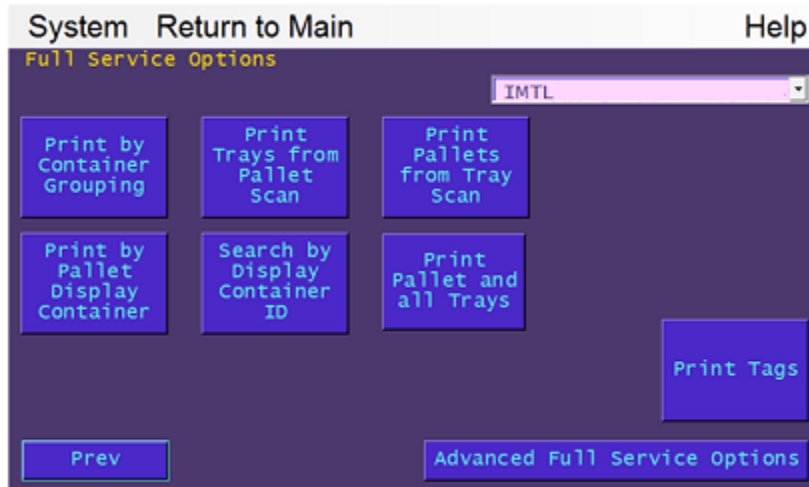 System Return to Main Help
Full Service Options
IMTL
Print by
Container
Grouping
Print
Trays from
Pallet
Scan
Print
Pallets
from Tray
Scan
Print by
Pallet
Display
Container
Search by
Display
Container
ID
Print
Pallet and
all Trays
Print Tags
Prev
Advanced Full Service Options